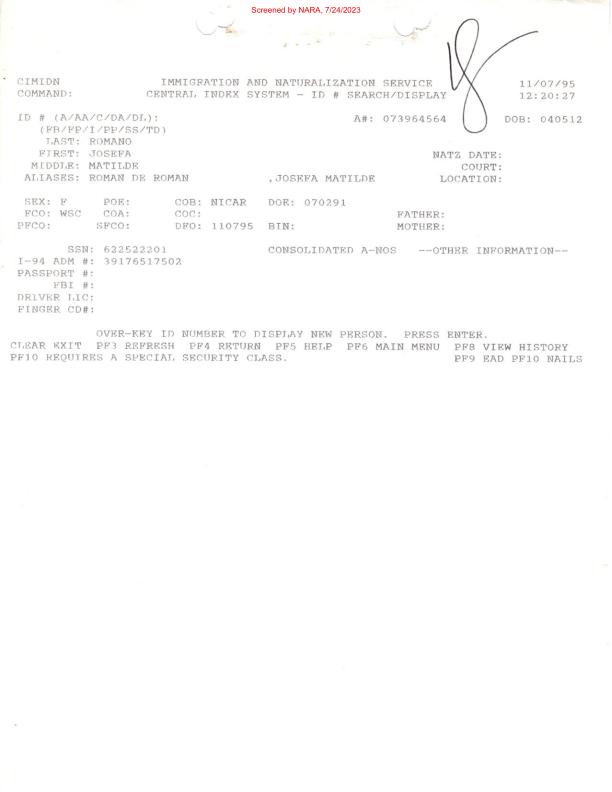 Screened by NARA, 7/24/2023
CIMIDN IMMIGRATION AND NATURALIZATION SERVICE 11/07/95
COMMAND: CENTRAL INDEX SYSTEM - ID # SEARCH/DISPLAY 12:20:27
ID # (A/AA/C/DA/DL): A#: 073964564 DOB: 040512
(FB/FP/I/PP/SS/TD)
LAST: ROMANO
FIRST: JOSEFA NATZ DATE:
MIDDLE: MATILDE COURT:
ALIASES: ROMAN DE ROMAN ,JOSEFA MATILDE LOCATION:
SEX: F POE: COB: NICAR DOE: 070291
FCO: WSC COA: COC: FATHER:
PFCO: SFCO: DFO: 110795 BIN: MOTHER:
SSN: 622522201 CONSOLIDATED A-NOS --OTHER INFORMATION--
I-94 ADM #: 39176517502
PASSPORT #:
FBI #:
DRIVER LIC:
FINGER CD#:
OVER-KEY ID NUMBER TO DISPLAY NEW PERSON. PRESS ENTER.
CLEAR EXIT PF3 REFRESH PF4 RETURN PF5 HELP PF6 MAIN MENU PF8 VIEW HISTORY
PF10 REQUIRES A SPECIAL SECURITY CLASS. PF9 EAD PF10 NAILS